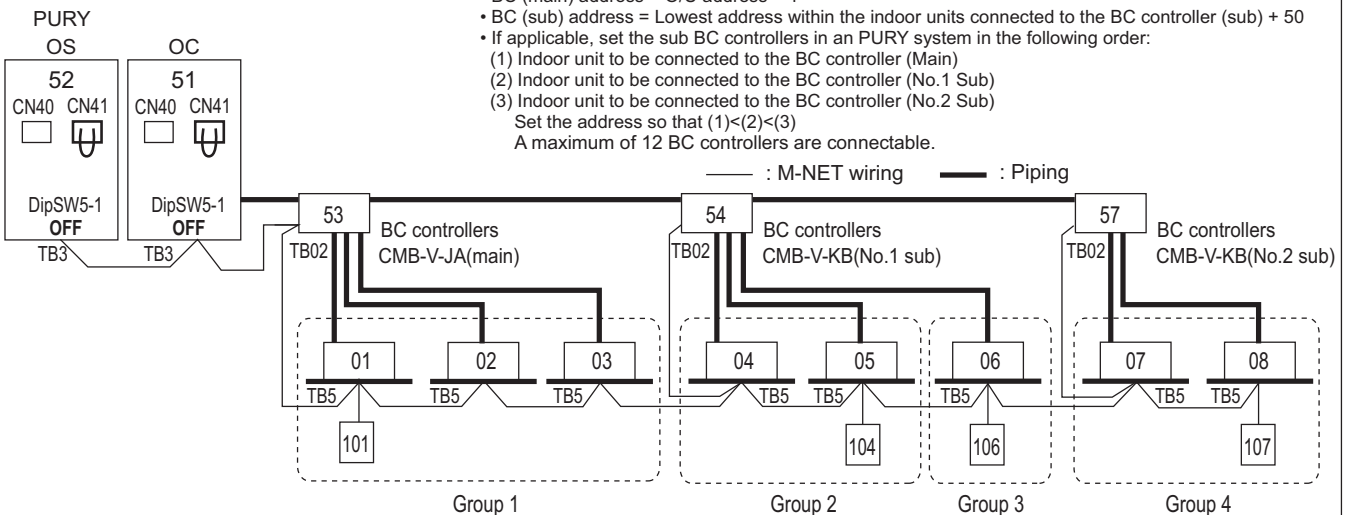 BC (main) address
• BC (sub) address = Lowest address within the indoor units connected to the BC controller (sub) + 50
• If applicable, set the sub BC controllers in an PURY system in the following order:
(1) Indoor unit to be connected to the BC controller (Main)
(2) Indoor unit to be connected to the BC controller (No.1 Sub)
(3) Indoor unit to be connected to the BC controller (No.2 Sub)
Set the address so that (1)<(2)<(3)
A maximum of 12 BC controllers are connectable.
PURY
OS OC
52 51
CN40 CN41 CN40 CN41
DipSW5-1 DipSW5-1
OFF OFF
TB3 TB3
: M-NET wiring : Piping
53 54 57
TB02 BC controllers TB02 BC controllers TB02 BC controllers
CMB-V-JA(main) CMB-V-KB(No.1 sub) CMB-V-KB(No.2 sub)
01 02 03 04 05 06 07 08
TB5 TB5 TB5 TB5 TB5 TB5 TB5 TB5
101 104 106 107
Group 1 Group 2 Group 3 Group 4